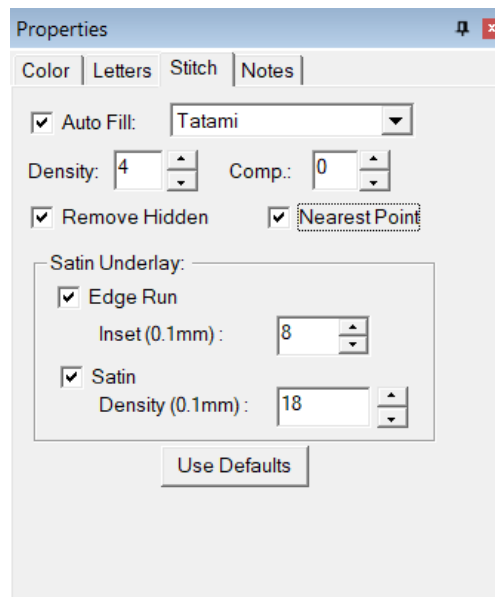 Properties
Color Letters Stitch Notes
Auto Fill: Tatami
Density: 4 Comp.: 0
Remove Hidden Nearest Point
Satin Underlay:
Edge Run
Inset (0.1mm) : 8
Satin
Density (0.1mm) : 18
Use Defaults